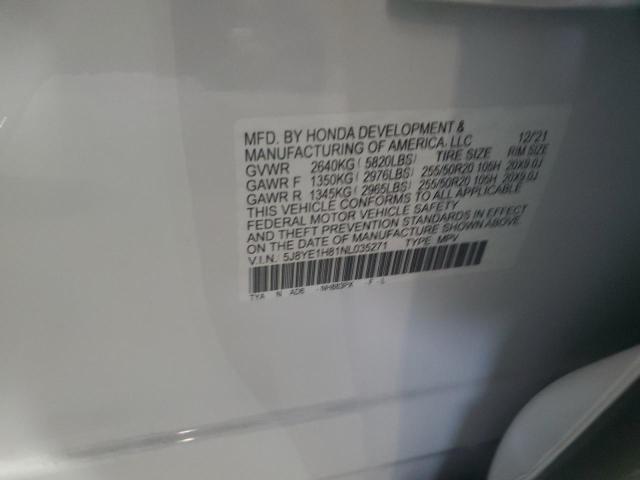 MFD. BY HONDA DEVELOPMENT & 12/21
MANUFACTURING OF AMERICA, LLC
GVWR 2640KG ( 5820LBS) TIRE SIZE RIM SIZE
GAWR F 1350KG ( 2976LBS) 255/50R20 105H 20X9.0J
GAWR R 1345KG ( 2965LBS) 255/50R20 105H 20X9.0J
THIS VEHICLE CONFORMS TO ALL APPLICABLE
FEDERAL MOTOR VEHICLE SAFETY
AND THEFT PREVENTION STANDARDS IN EFFECT
ON THE DATE OF MANUFACTURE SHOWN ABOVE
V.I.N. 5J8YE1H81NL035271 TYPE MPV
TYA N AD6 NH883PX F